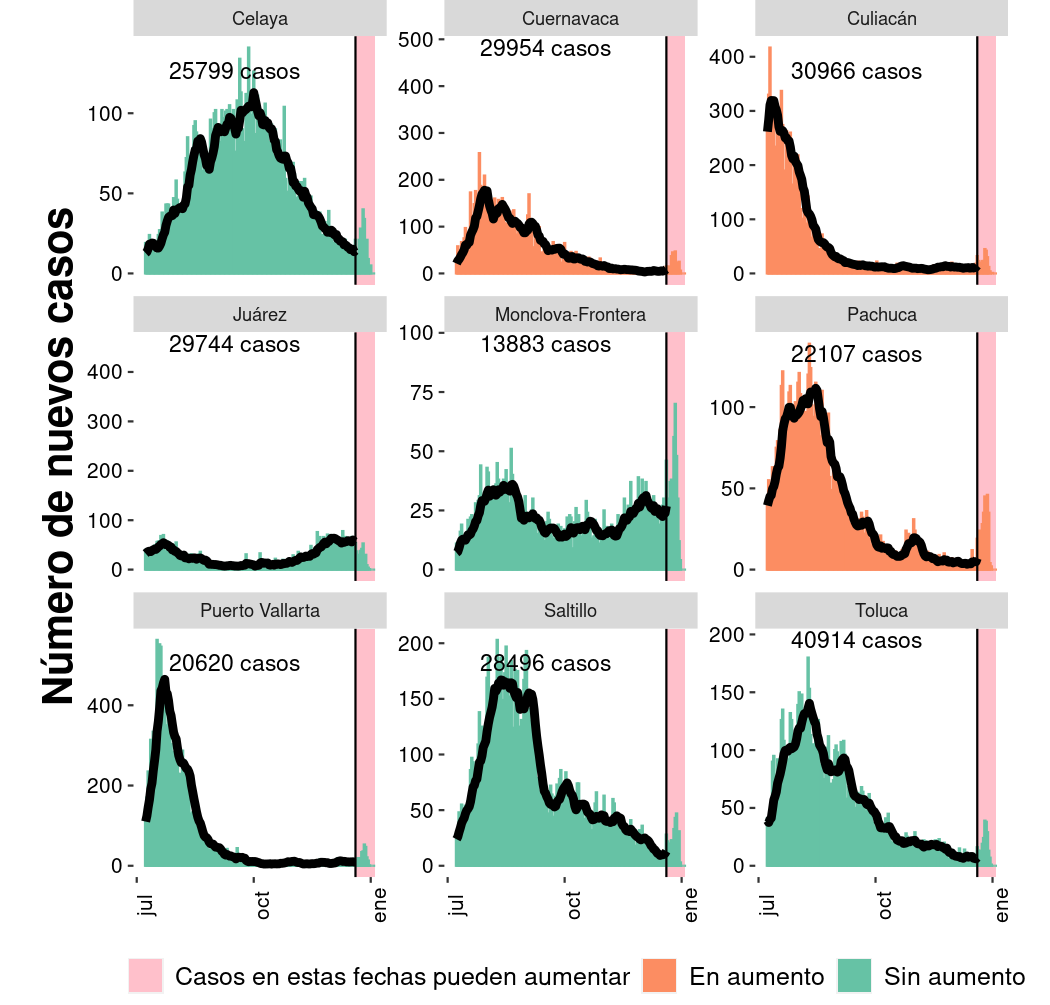 Número de nuevos casos
Celaya
Cuernavaca
Culiacán
25799 casos
29954 casos
30966 casos
100
50
0
500
400
300
200
100
0
400
300
200
100
0
Juárez
Monclova-Frontera
Pachuca
29744 casos
13883 casos
22107 casos
400
300
200
100
0
100
75
50
25
0
100
50
0
Puerto Vallarta
Saltillo
Toluca
20620 casos
28496 casos
40914 casos
400
200
0
200
150
100
50
0
200
150
100
50
0
jul
oct
ene
jul
oct
ene
jul
oct
ene
Casos en estas fechas pueden aumentar
En aumento
Sin aumento